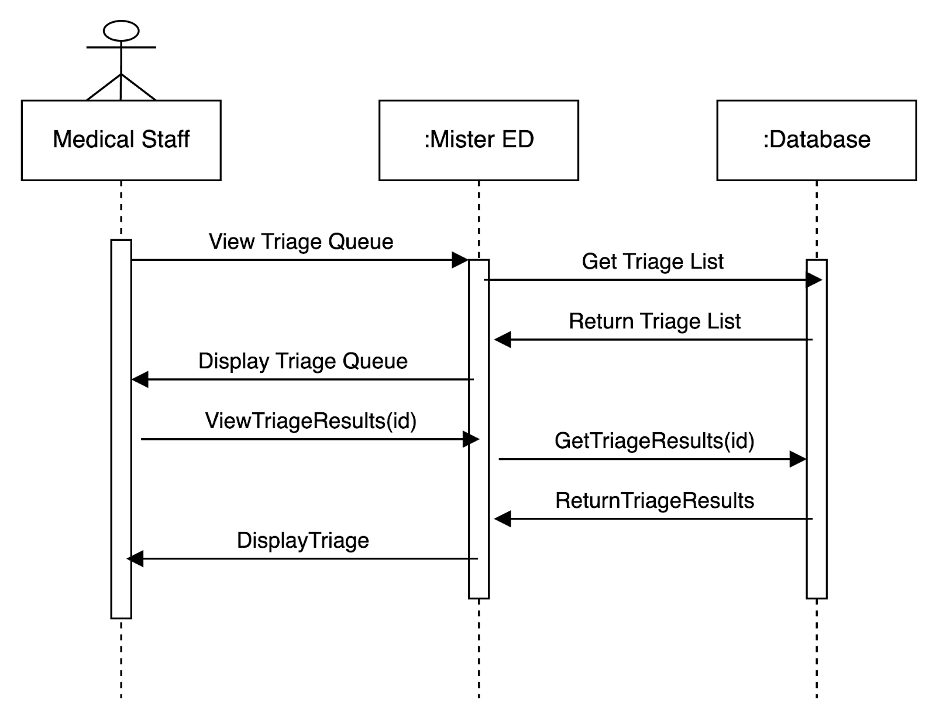 Medical Staff
:Mister ED
:Database
View Triage Queue
Get Triage List
Return Triage List
Display Triage Queue
ViewTriageResults(id)
GetTriageResults(id)
ReturnTriageResults
DisplayTriage